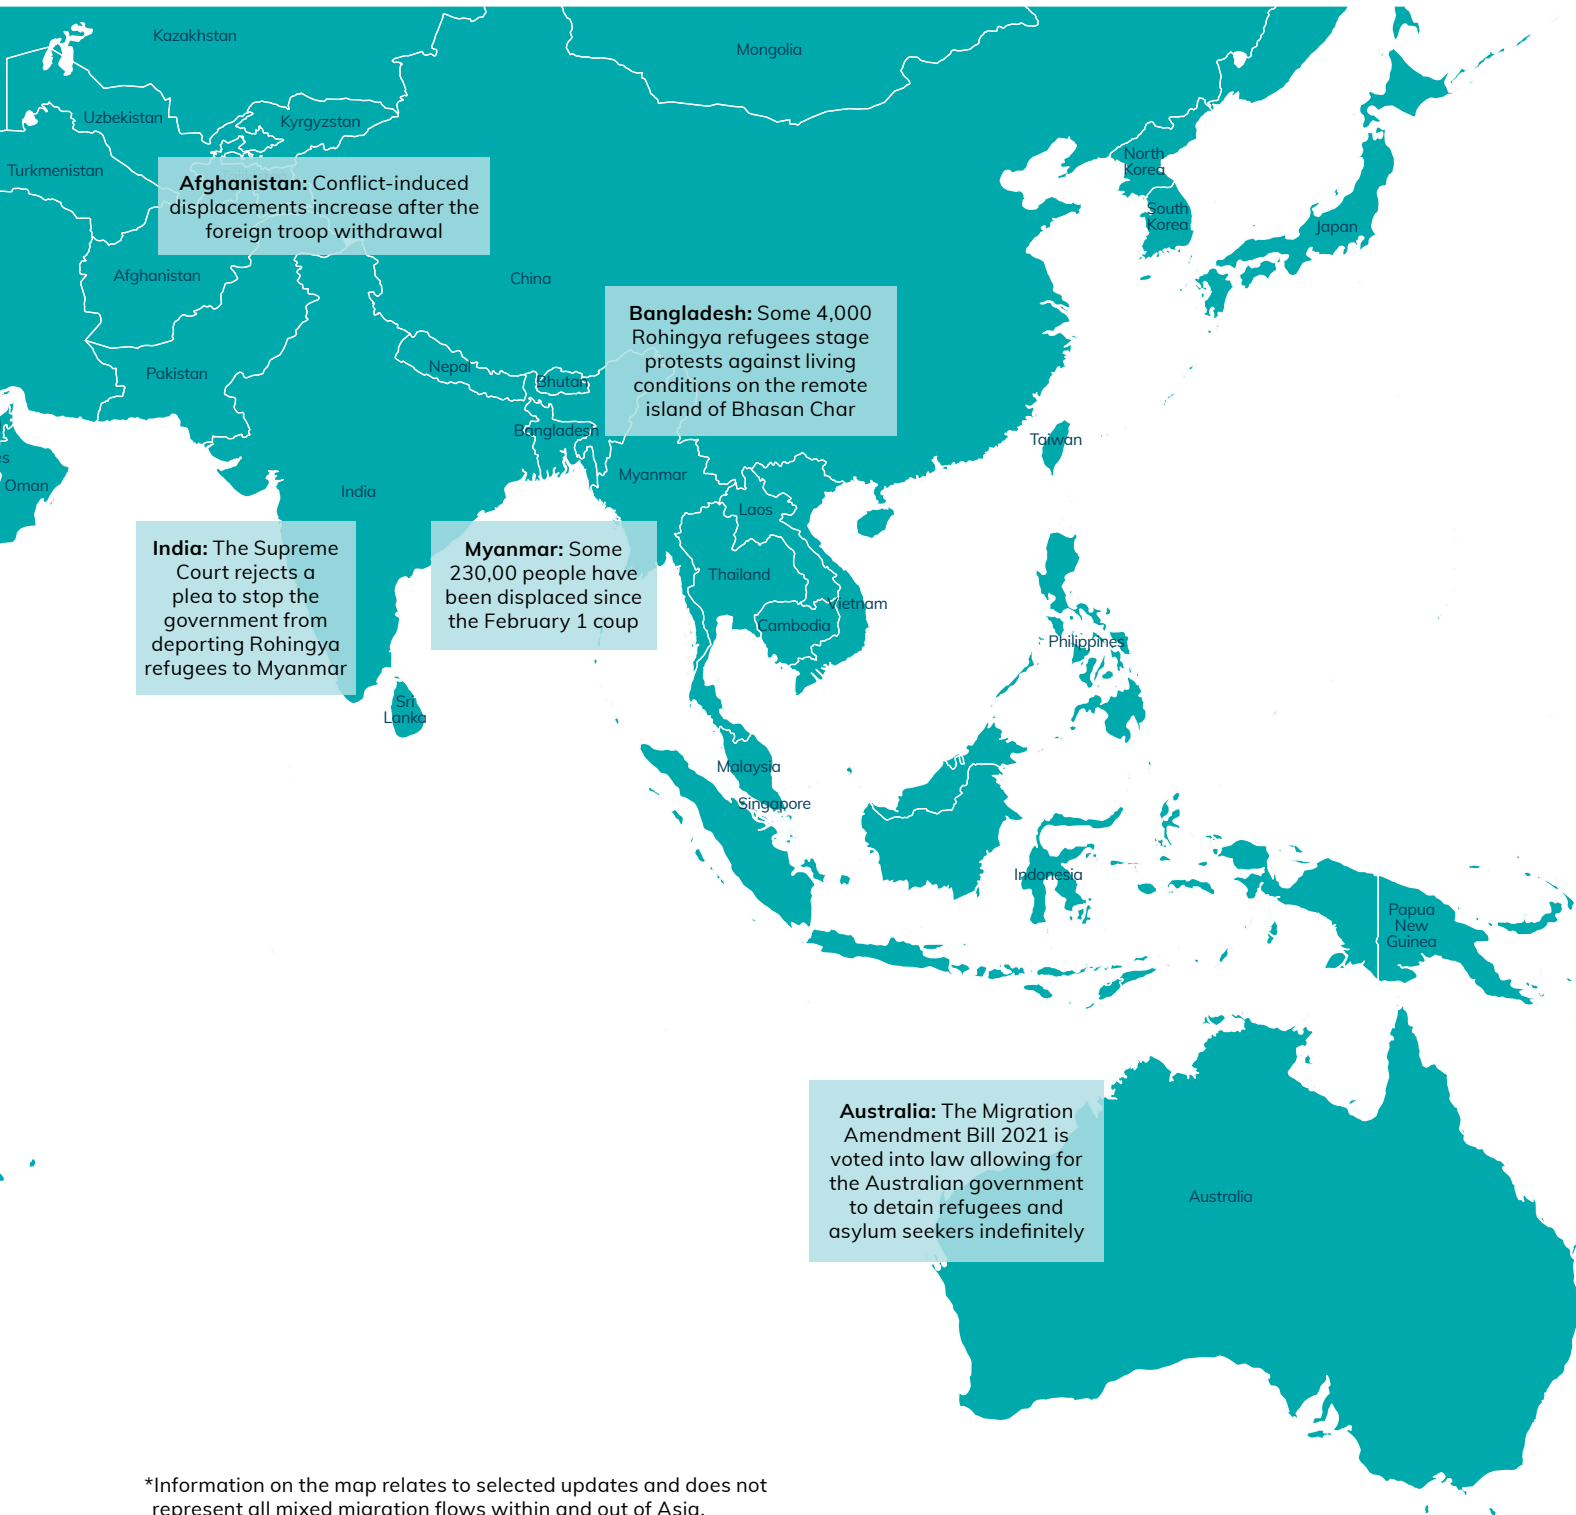 Kazakhstan
Mongolia
Uzbekistan
Kyrgyzstan
Turkmenistan
North
Korea
Afghanistan: Conflict-induced
displacements increase after the
foreign troop withdrawal
South
Korea
Japan
Afghanistan
China
Bangladesh: Some 4,000
Rohingya refugees stage
protests against living
conditions on the remote
island of Bhasan Char
Pakistan
Nepal
Bhutan
Bangladesh
Taiwan
es
Oman
India
Myanmar
Laos
India: The Supreme
Court rejects a
plea to stop the
government from
deporting Rohingya
refugees to Myanmar
Myanmar: Some
230,00 people have
been displaced since
the February 1 coup
Thailand
Vietnam
Cambodia
Philippines
Sri
Lanka
Malaysia
Singapore
Indonesia
Papua
New
Guinea
Australia: The Migration
Amendment Bill 2021 is
voted into law allowing for
the Australian government
to detain refugees and
asylum seekers indefinitely
Australia
*Information on the map relates to selected updates and does not
represent all mixed migration flows within and out of Asia.